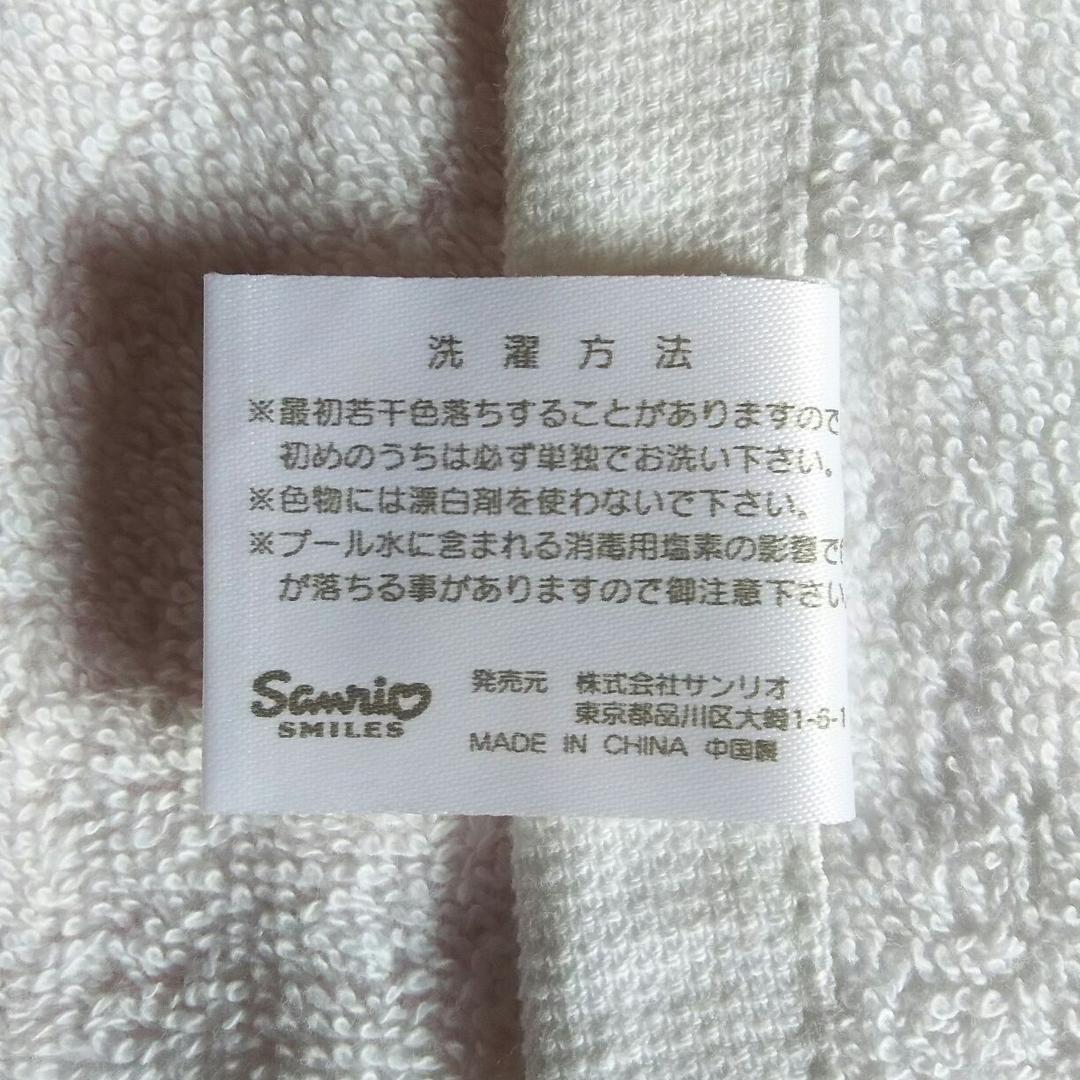 洗濯方法
※最初若干色落ちすることがありますので
初めのうちは必ず単独でお洗い下さい。
※色物には漂白剤を使わないで下さい。
※プール水に含まれる消毒用塩素の影響で
が落ちる事がありますので御注意下さい
Sanrio
SMILES
発売元 株式会社サンリオ
東京都品川区大崎1-6-1
MADE IN CHINA 中国製